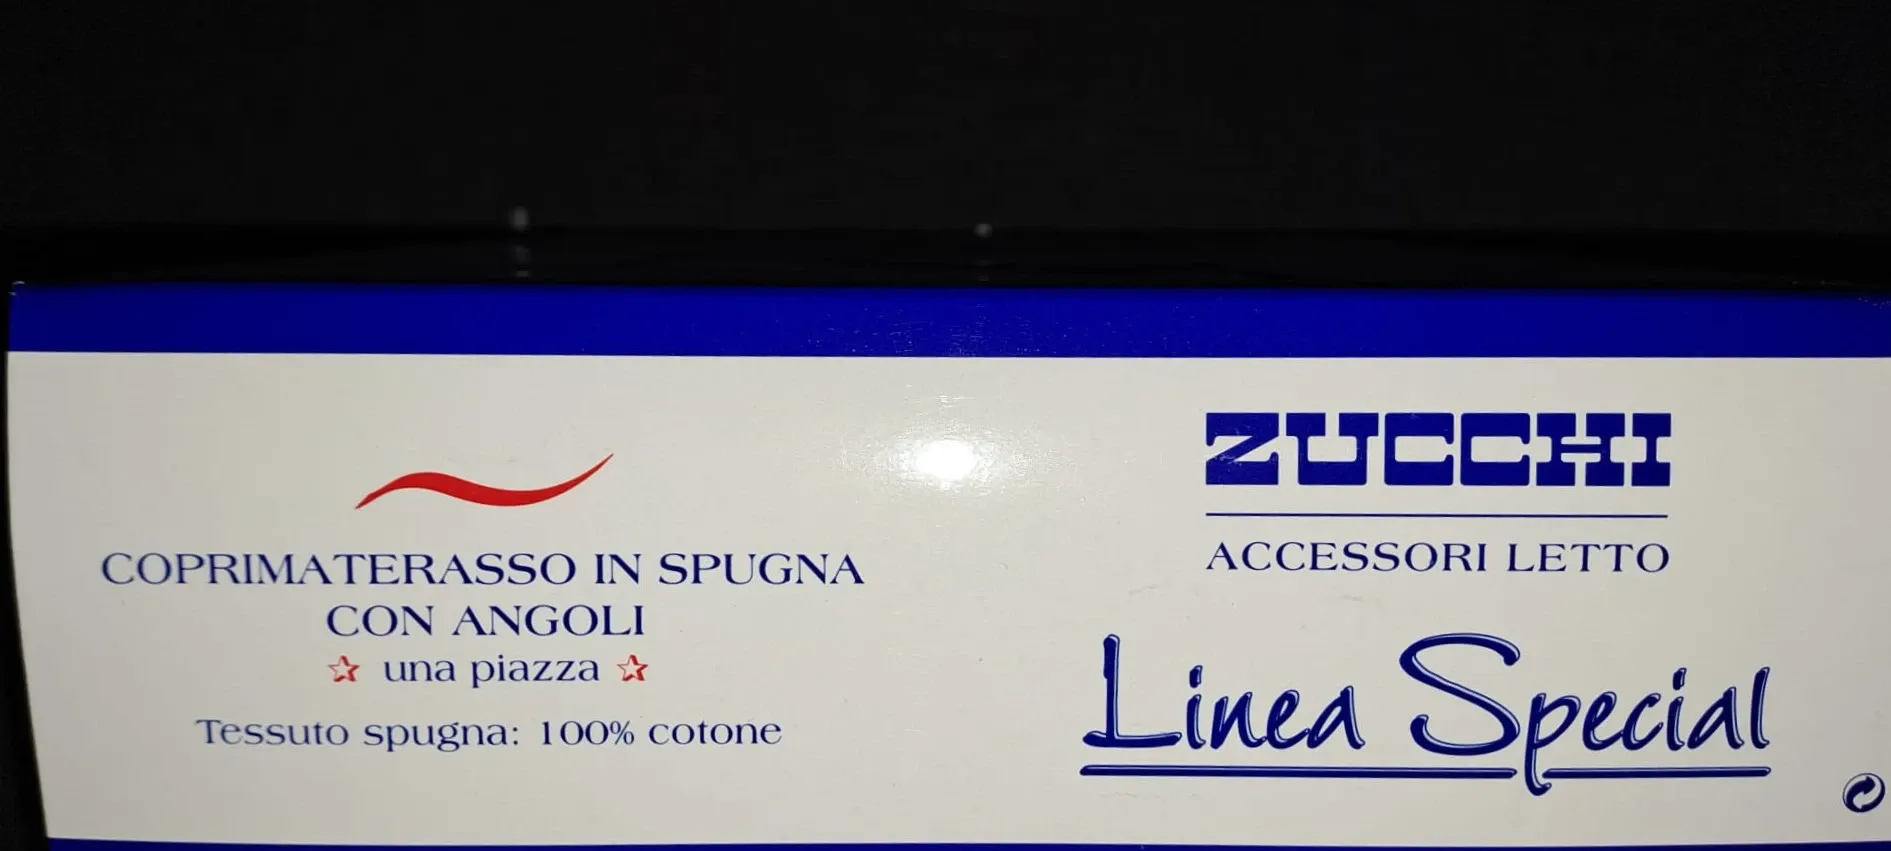 COPRIMATERASSO IN SPUGNA
CON ANGOLI
una piazza
Tessuto spugna: 100% cotone
ZUCCHI
ACCESSORI LETTO
Linea Special